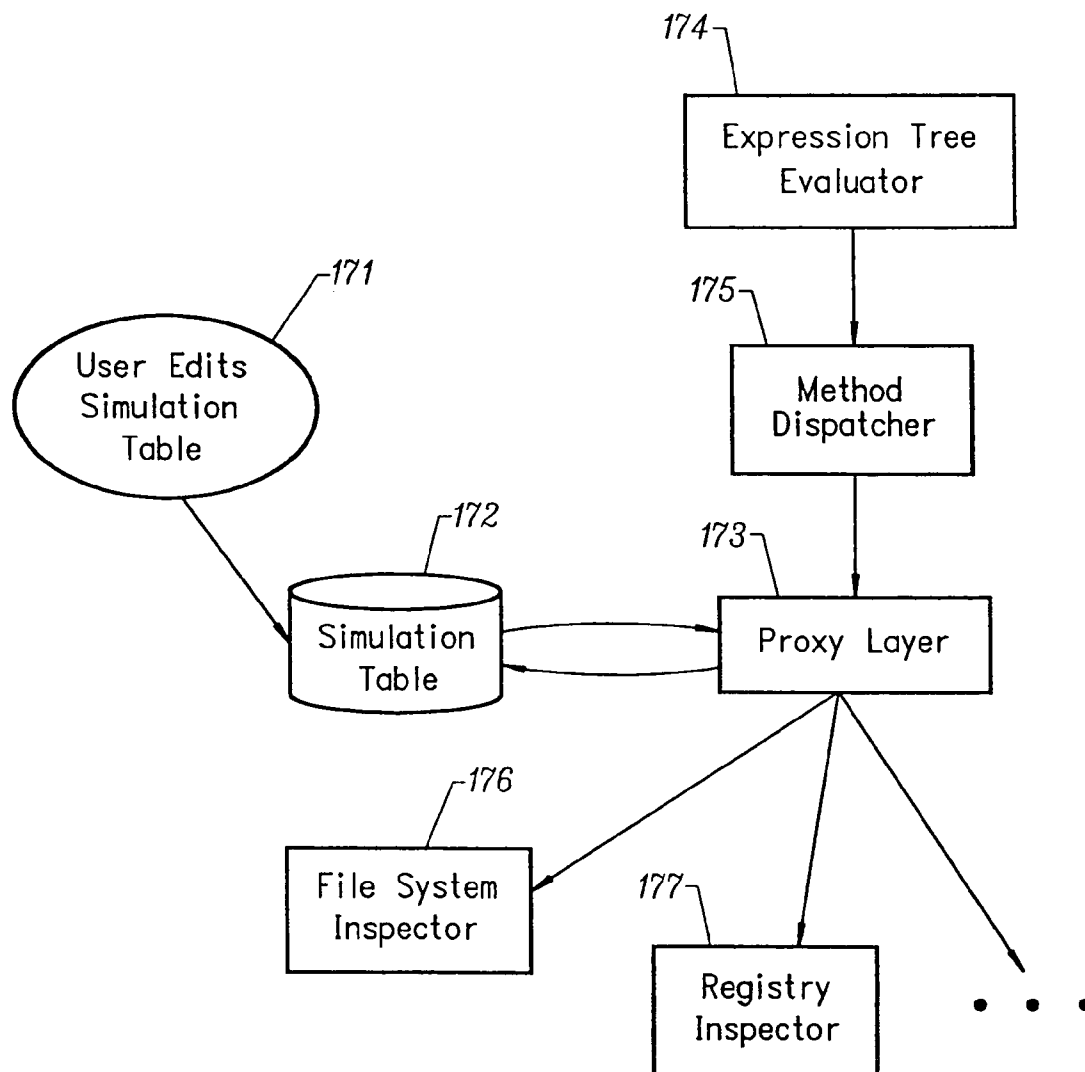 174
Expression Tree
Evaluator
171
175
User Edits
Simulation
Table
Method
Dispatcher
172
173
Simulation
Table
Proxy Layer
176
File System
Inspector
177
Registry
Inspector
• • •